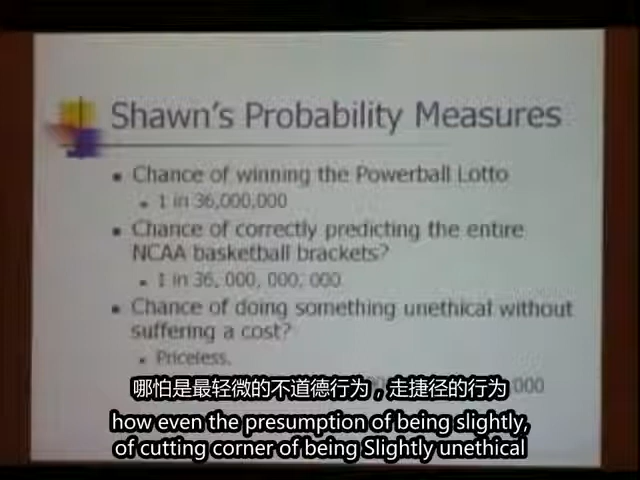 Shawn's Probability Measures
Chance of winning the Powerball Lotto
1 in 36,000,000
Chance of correctly predicting the entire
NCAA basketball brackets?
1 in 36, 000, 000, 000
Chance of doing something unethical without
suffering a cost?
Priceless.
000
哪怕是最轻微的不道德行为，走捷径的行为
how even the presumption of being slightly,
of cutting corner of being Slightly unethical